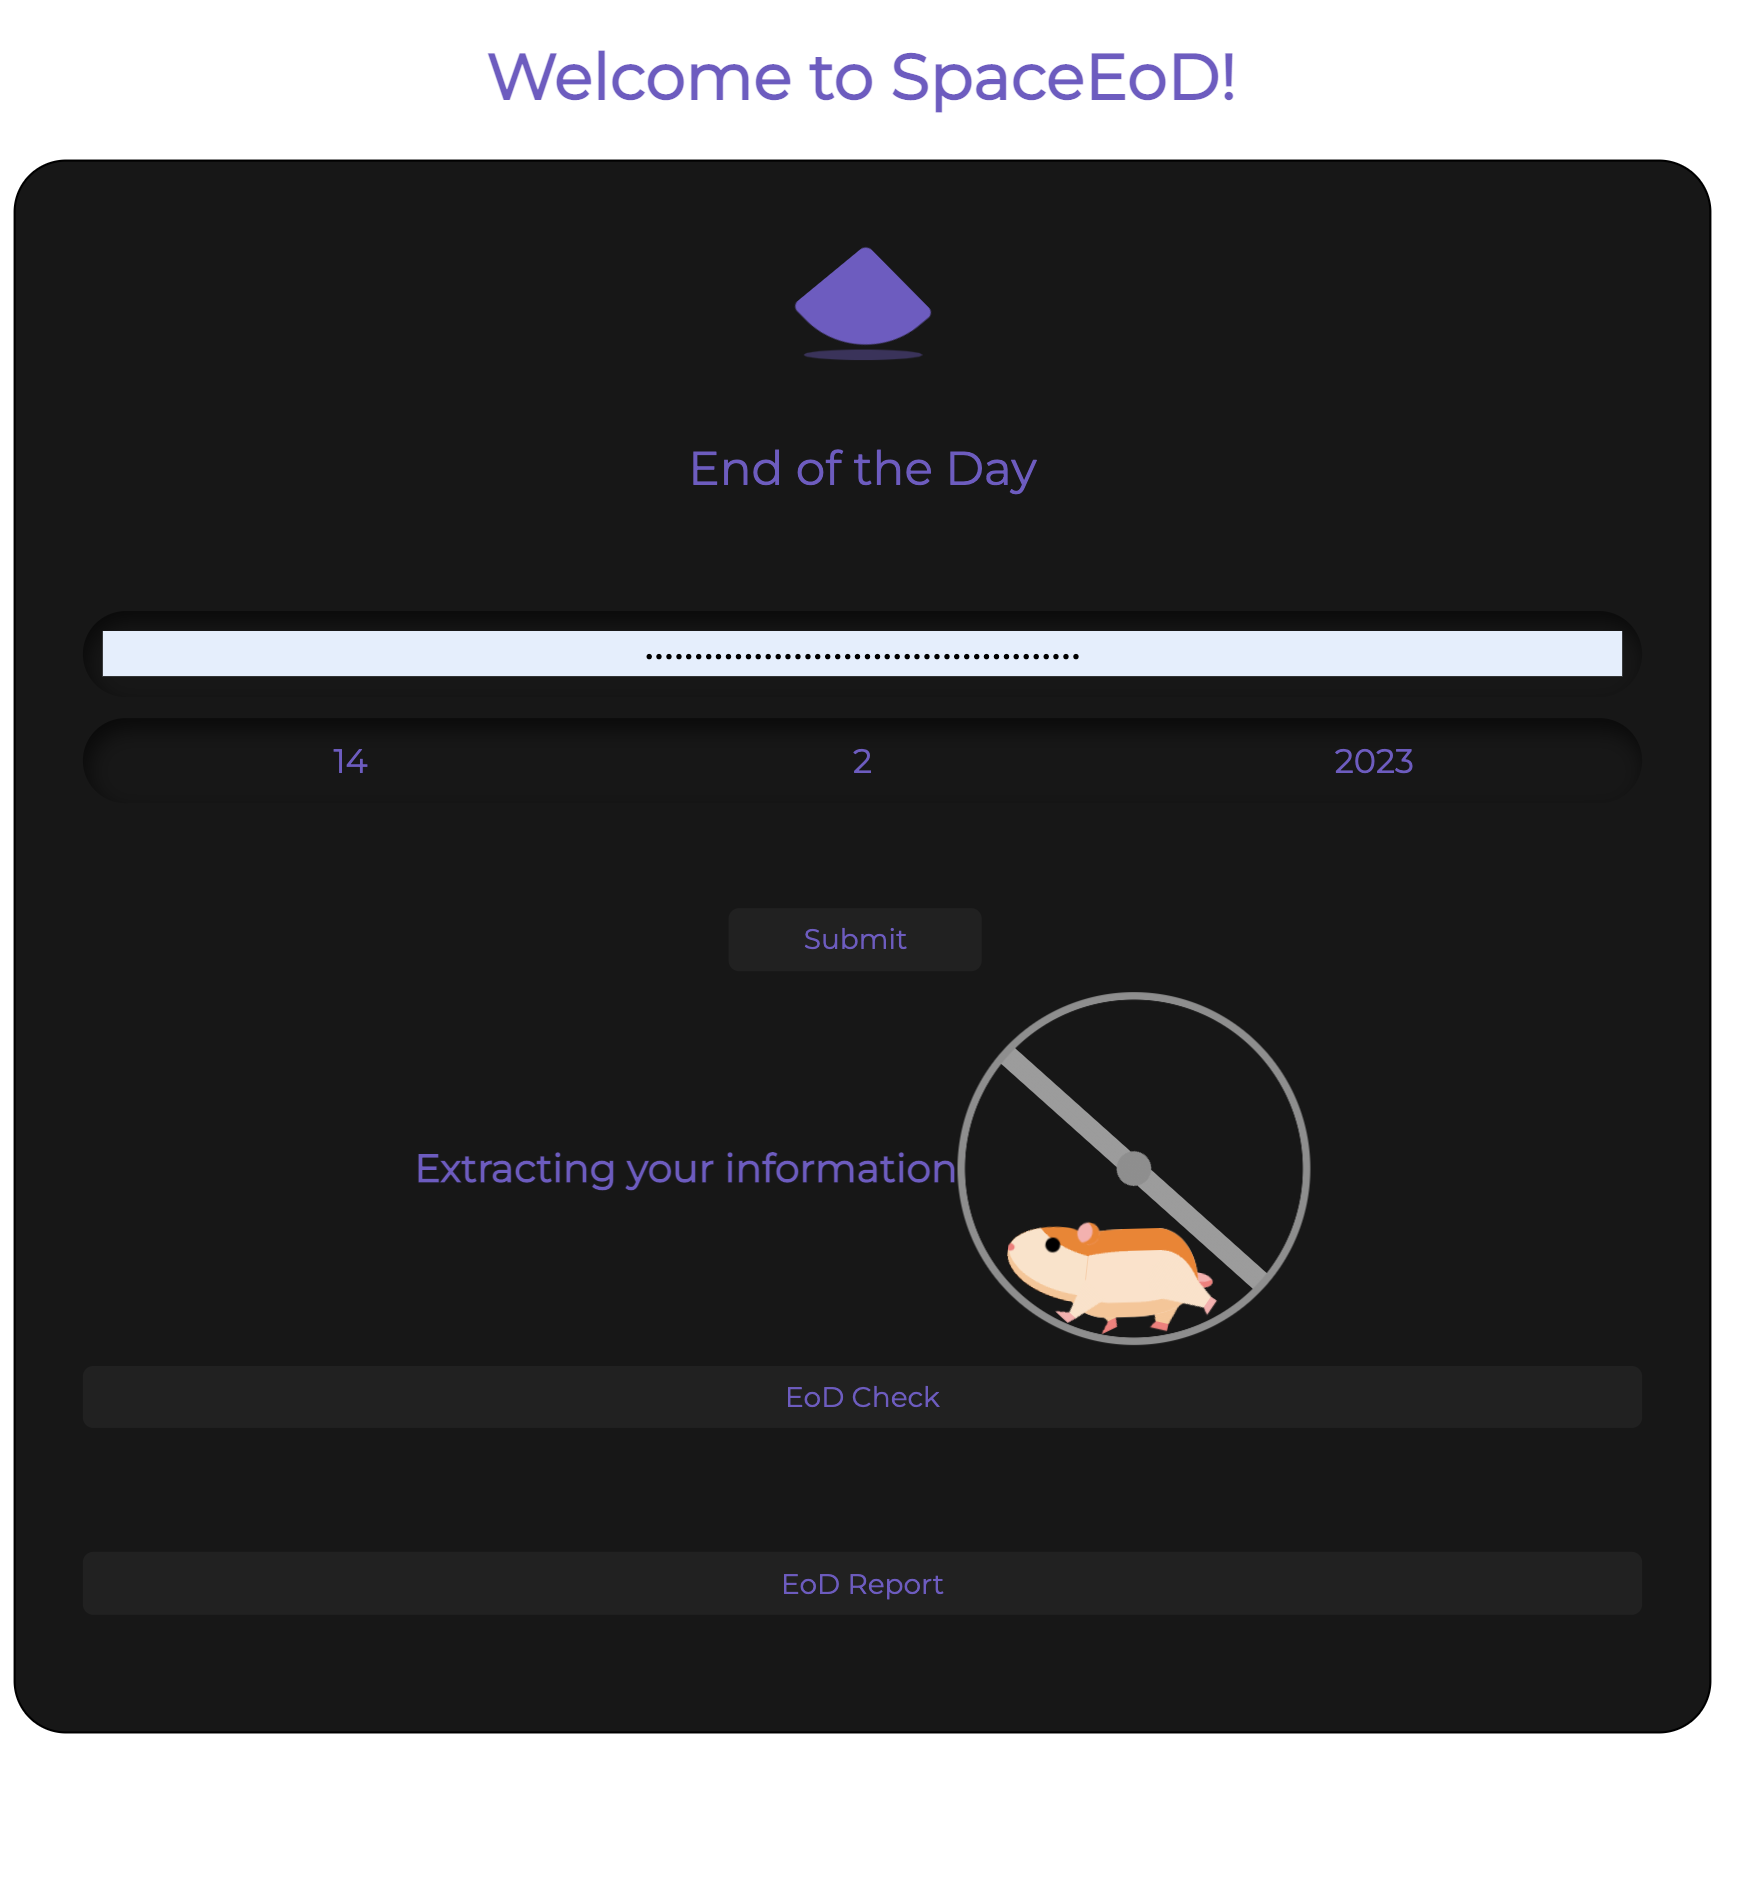 Welcome to SpaceEoD!
End of the Day
14 2 2023
Submit
Extracting your information
EoD Check
EoD Report